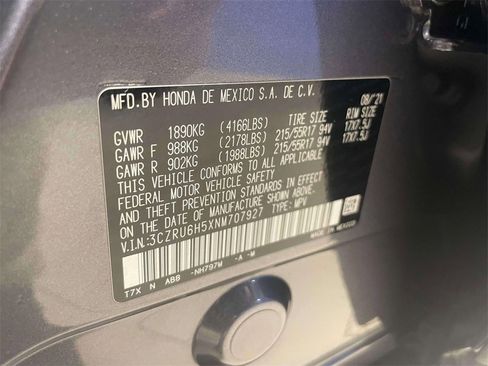 MFD. BY HONDA DE MEXICO S.A. DE C.V. 08/21
TIRE SIZE RIM SIZE
GVWR 1890KG (4166LBS)
GAWR F 988KG (2178LBS) 215/55R17 94V 17X7.5J
GAWR R 902KG (1988LBS) 215/55R17 94V 17X7.5J
THIS VEHICLE CONFORMS TO ALL APPLICABLE
FEDERAL MOTOR VEHICLE SAFETY
AND THEFT PREVENTION STANDARDS IN EFFECT
ON THE DATE OF MANUFACTURE SHOWN ABOVE.
V.I.N.:3CZRU6H5XNM707927 TYPE: MPV
T7X N ABB -NH797M -A -M
MADE IN MEXICO